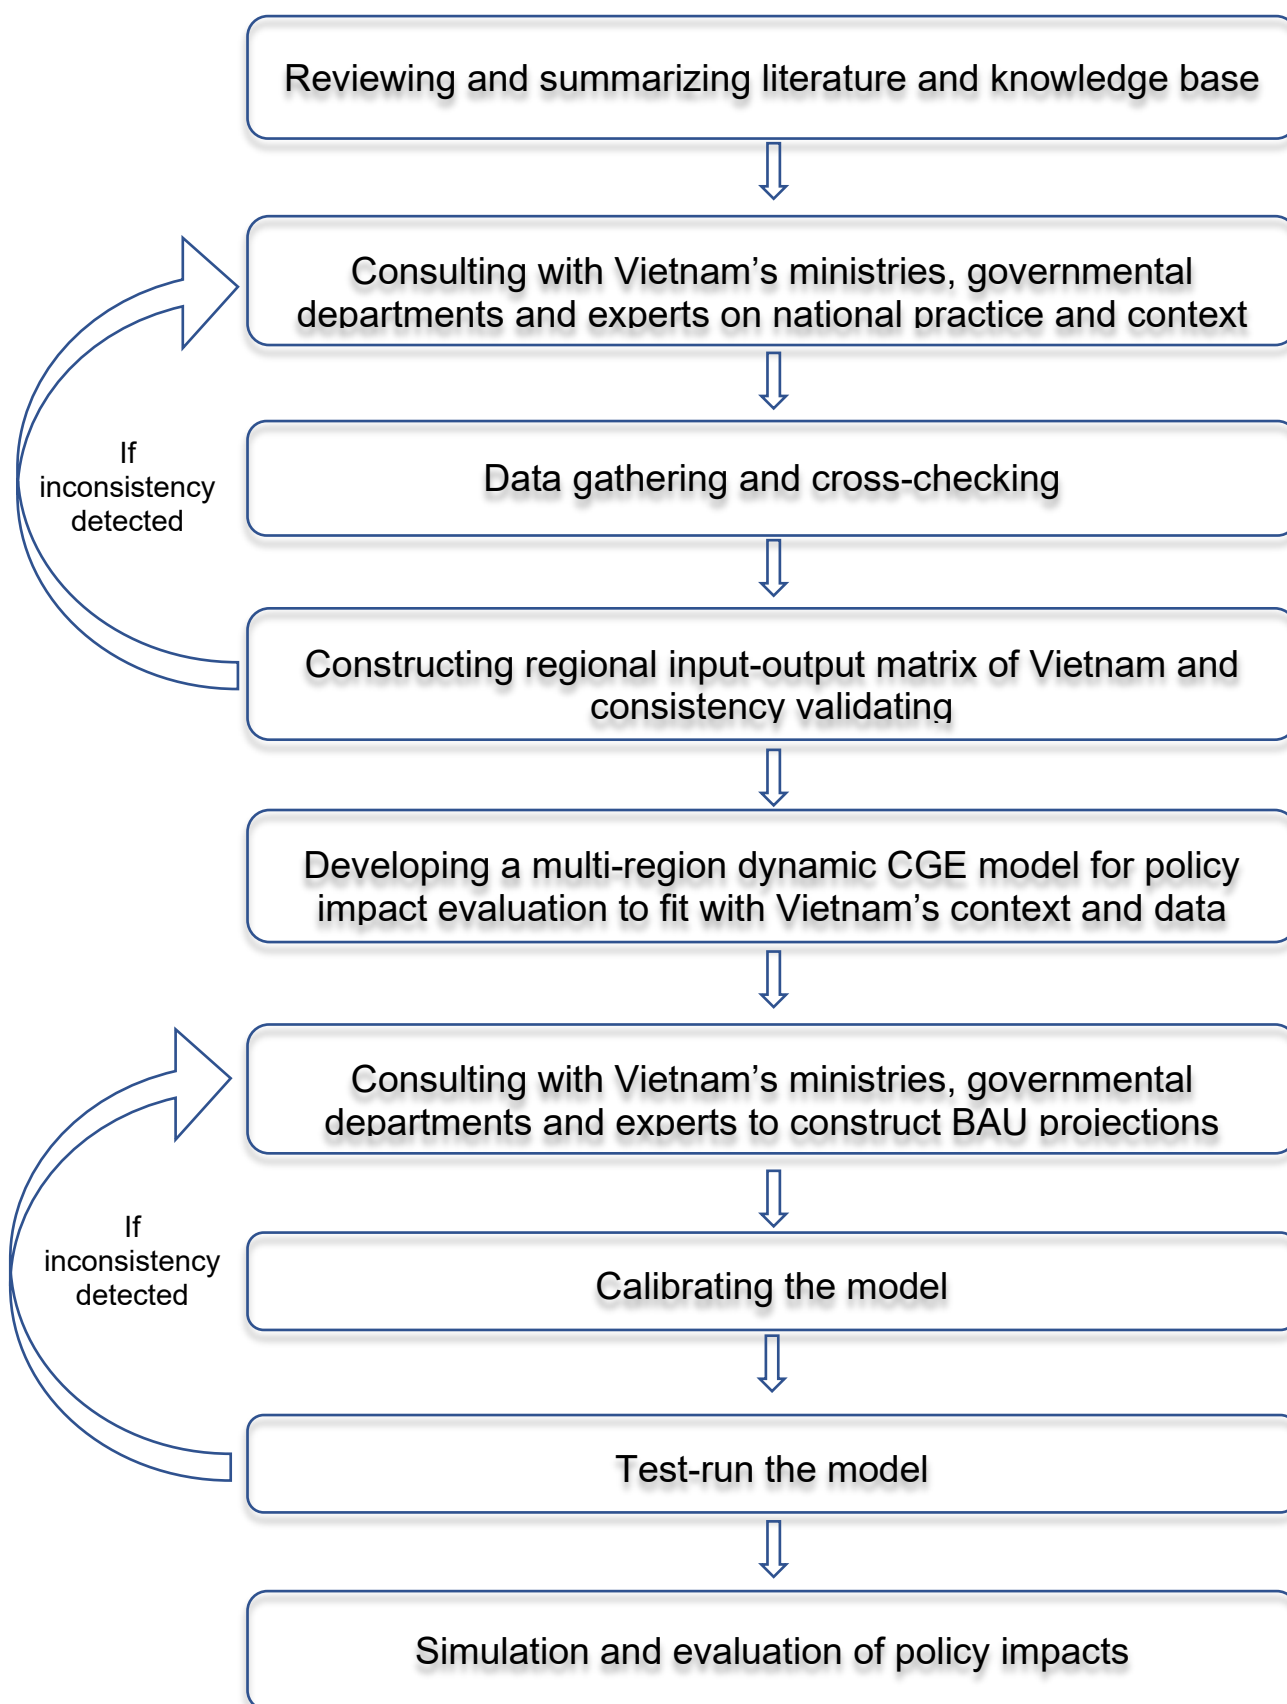 Reviewing and summarizing literature and knowledge base
Consulting with Vietnam’s ministries, governmental
departments and experts on national practice and context
If
inconsistency
detected
Data gathering and cross-checking
Constructing regional input-output matrix of Vietnam and
consistency validating
Developing a multi-region dynamic CGE model for policy
impact evaluation to fit with Vietnam’s context and data
Consulting with Vietnam’s ministries, governmental
departments and experts to construct BAU projections
If
inconsistency
detected
Calibrating the model
Test-run the model
Simulation and evaluation of policy impacts